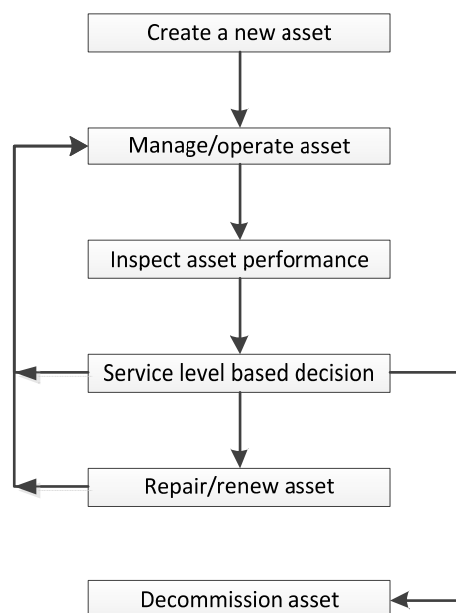 Create a new asset
Manage/operate asset
Inspect asset performance
Service level based decision
Repair/renew asset
Decommission asset